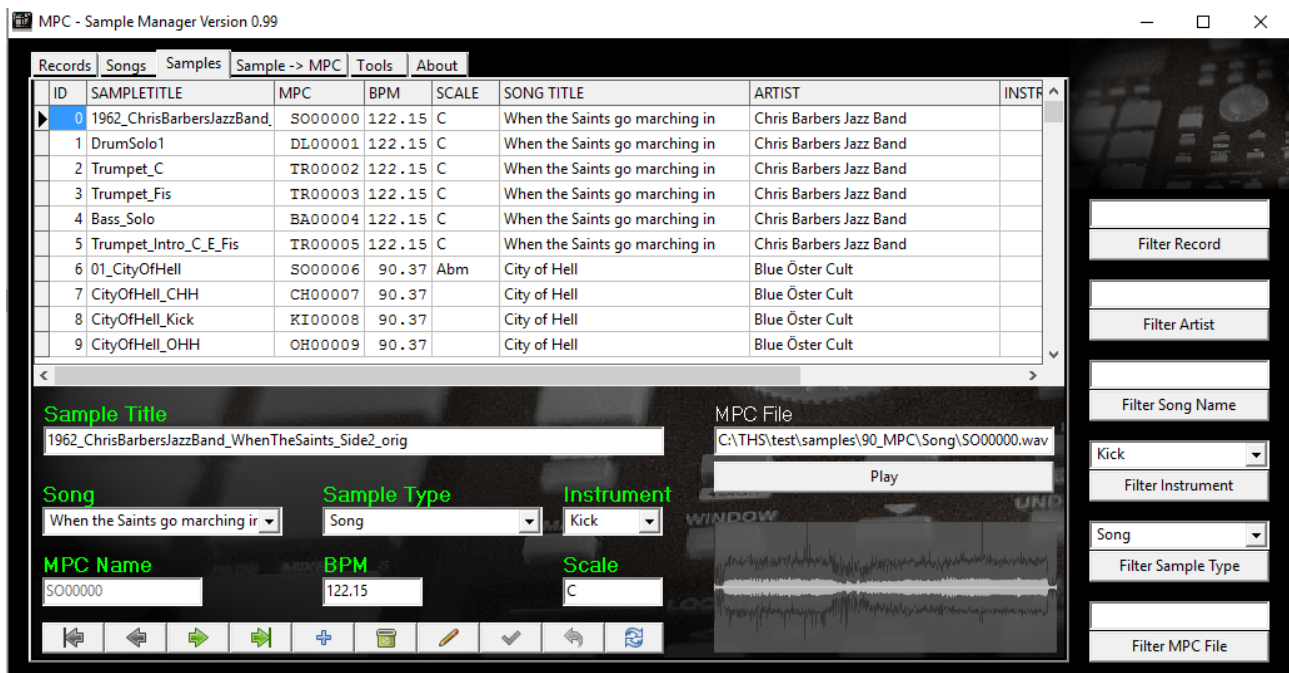 MPC - Sample Manager Version 0.99
Records Songs Samples Sample -> MPC Tools About
ID SAMPLETITLE MPC BPM SCALE SONG TITLE ARTIST INSTR
0 1962_ChrisBarbersJazzBand_ SO00000 122.15 C When the Saints go marching in Chris Barbers Jazz Band
1 DrumSolo1 DL00001 122.15 C When the Saints go marching in Chris Barbers Jazz Band
2 Trumpet_C TR00002 122.15 C When the Saints go marching in Chris Barbers Jazz Band
3 Trumpet_Fis TR00003 122.15 C When the Saints go marching in Chris Barbers Jazz Band
4 Bass_Solo BA00004 122.15 C When the Saints go marching in Chris Barbers Jazz Band
5 Trumpet_Intro_C_E_Fis TR00005 122.15 C When the Saints go marching in Chris Barbers Jazz Band
6 01_CityOfHell SO00006 90.37 Abm City of Hell Blue Öster Cult
7 CityOfHell_CHH CH00007 90.37 City of Hell Blue Öster Cult
8 CityOfHell_Kick KI00008 90.37 City of Hell Blue Öster Cult
9 CityOfHell_OHH OH00009 90.37 City of Hell Blue Öster Cult
Sample Title
1962_ChrisBarbersJazzBand_WhenTheSaints_Side2_orig
MPC File
C:\THS\test\samples\90_MPC\Song\SO00000.wav
Play
Song Sample Type Instrument
When the Saints go marching ir Song Kick
WINDOW
UND
MPC Name BPM Scale
SO00000 122.15 C
Filter Record
Filter Artist
Filter Song Name
Kick
Filter Instrument
Song
Filter Sample Type
Filter MPC File